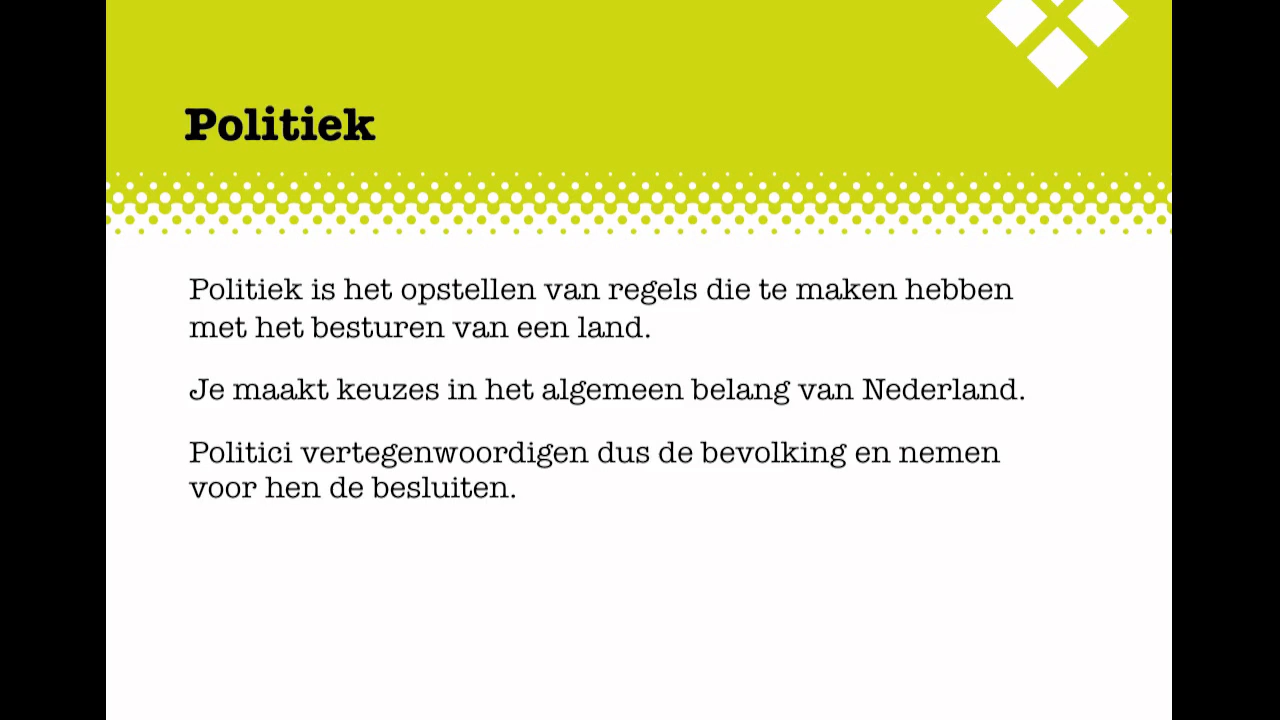 Politiek
Politiek is het opstellen van regels die te maken hebben
met het besturen van een land.
Je maakt keuzes in het algemeen belang van Nederland.
Politici vertegenwoordigen dus de bevolking en nemen
voor hen de besluiten.